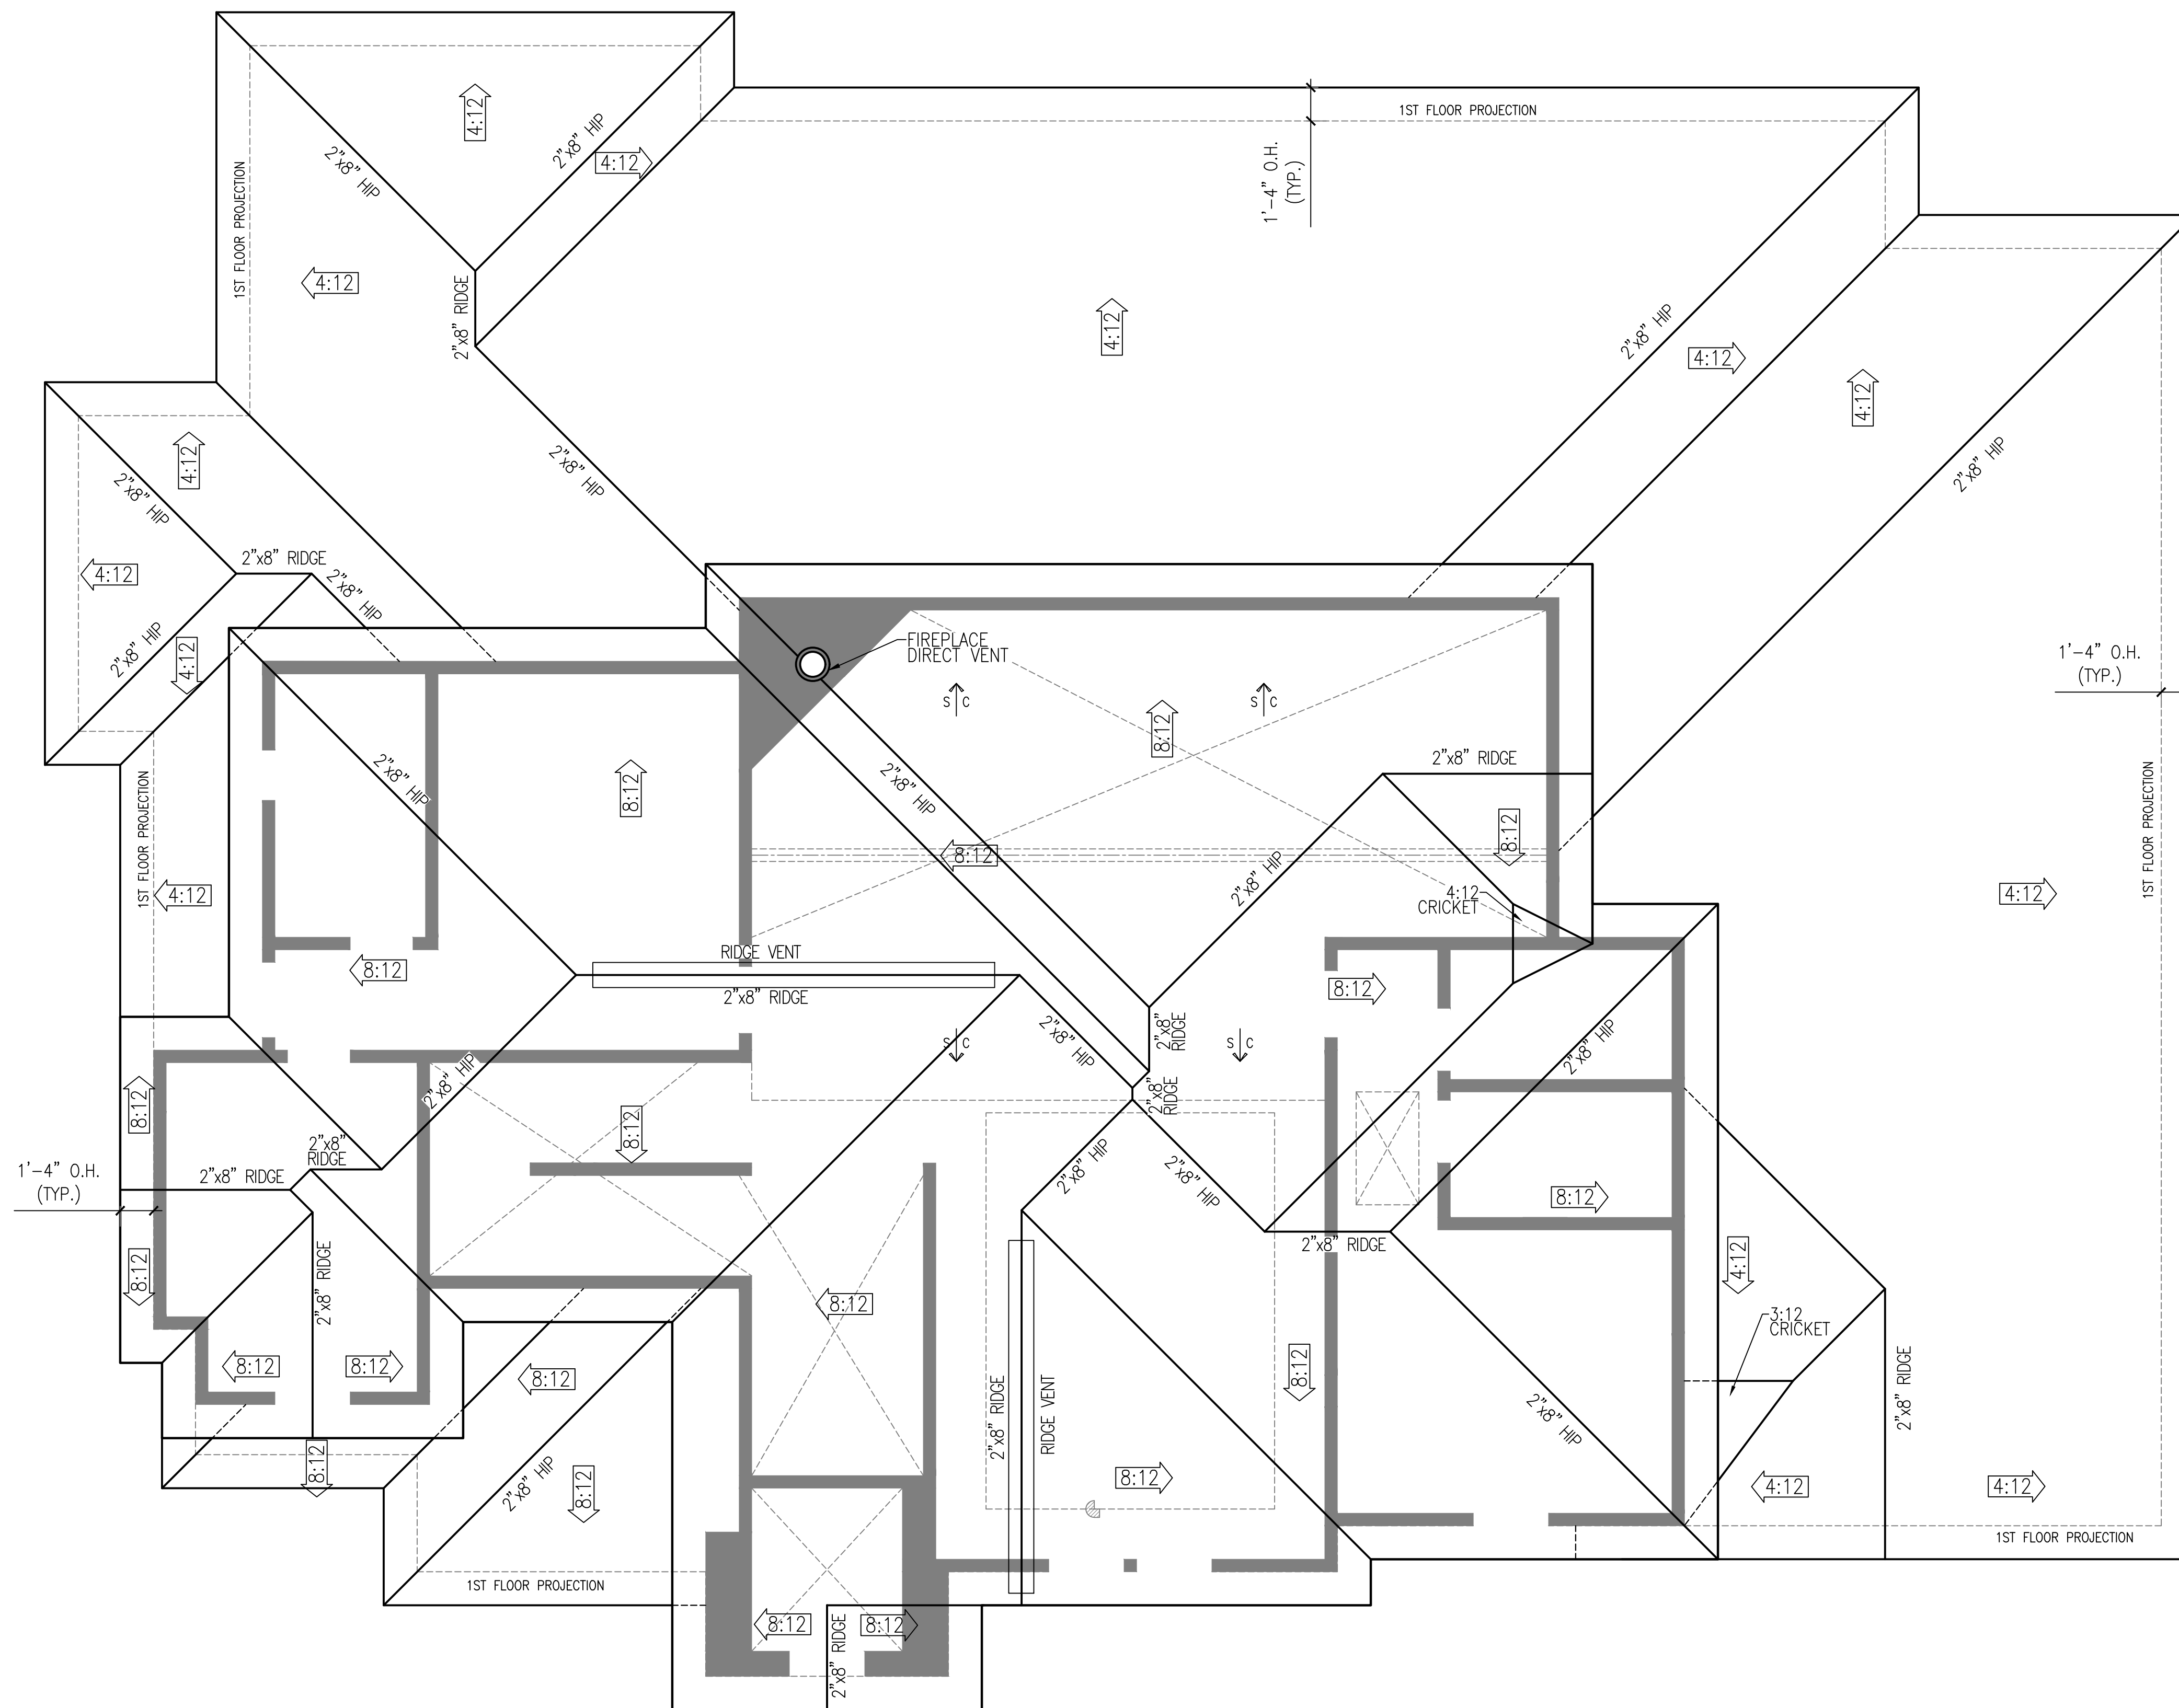 4:12
1ST FLOOR PROJECTION
2"x8" HIP
2"x8" HIP
4:12
1'-4" O.H.
(TYP.)
1ST FLOOR PROJECTION
4:12
2"x8" RIDGE
4:12
2"x8" HIP
4:12
4:12
2"x8" HIP
2"x8" HIP
4:12
2"x8" HIP
4:12
2"x8" RIDGE
2"x8" HIP
2"x8" HIP
4:12
FIREPLACE
DIRECT VENT
S C
S C
8:12
1'-4" O.H.
(TYP.)
2"x8" HIP
8:12
2"x8" HIP
2"x8" RIDGE
1ST FLOOR PROJECTION
1ST FLOOR PROJECTION
4:12
8:12
8:12
2"x8" HIP
4:12
CRICKET
4:12
RIDGE VENT
2"x8" RIDGE
8:12
8:12
S C
2"x8" HIP
2"x8"
RIDGE
S C
2"x8" HIP
2"x8" HIP
8:12
8:12
2"x8"
RIDGE
2"x8"
RIDGE
2"x8" RIDGE
1'-4" O.H.
(TYP.)
2"x8" HIP
2"x8" HIP
8:12
8:12
2"x8" RIDGE
2"x8" RIDGE
4:12
8:12
3:12
CRICKET
8:12
8:12
8:12
8:12
2"x8" RIDGE
RIDGE VENT
2"x8" RIDGE
2"x8" HIP
8:12
2"x8" HIP
8:12
8:12
4:12
4:12
1ST FLOOR PROJECTION
1ST FLOOR PROJECTION
8:12
2"x8" RIDGE
8:12